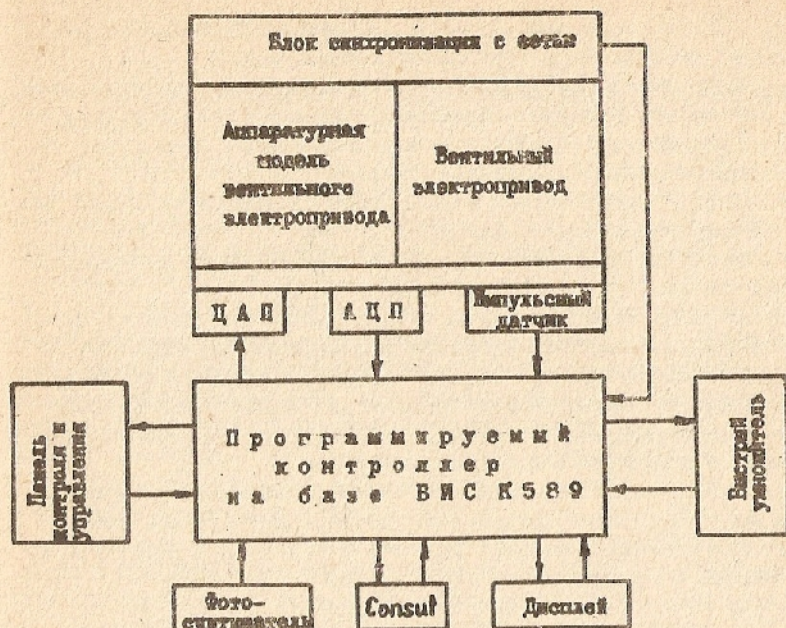 Блок синхронизации с сетью
Аппаратурная
модель
вентильного
электропривода
Вентильный
электропривод
ЦАП
АЦП
Импульсный
датчик
Панель
контроля и
управления
Программируемый
контроллер
на базе БИС К589
Быстрый
умножитель
Фото-
считыватель
Consul
Дисплей